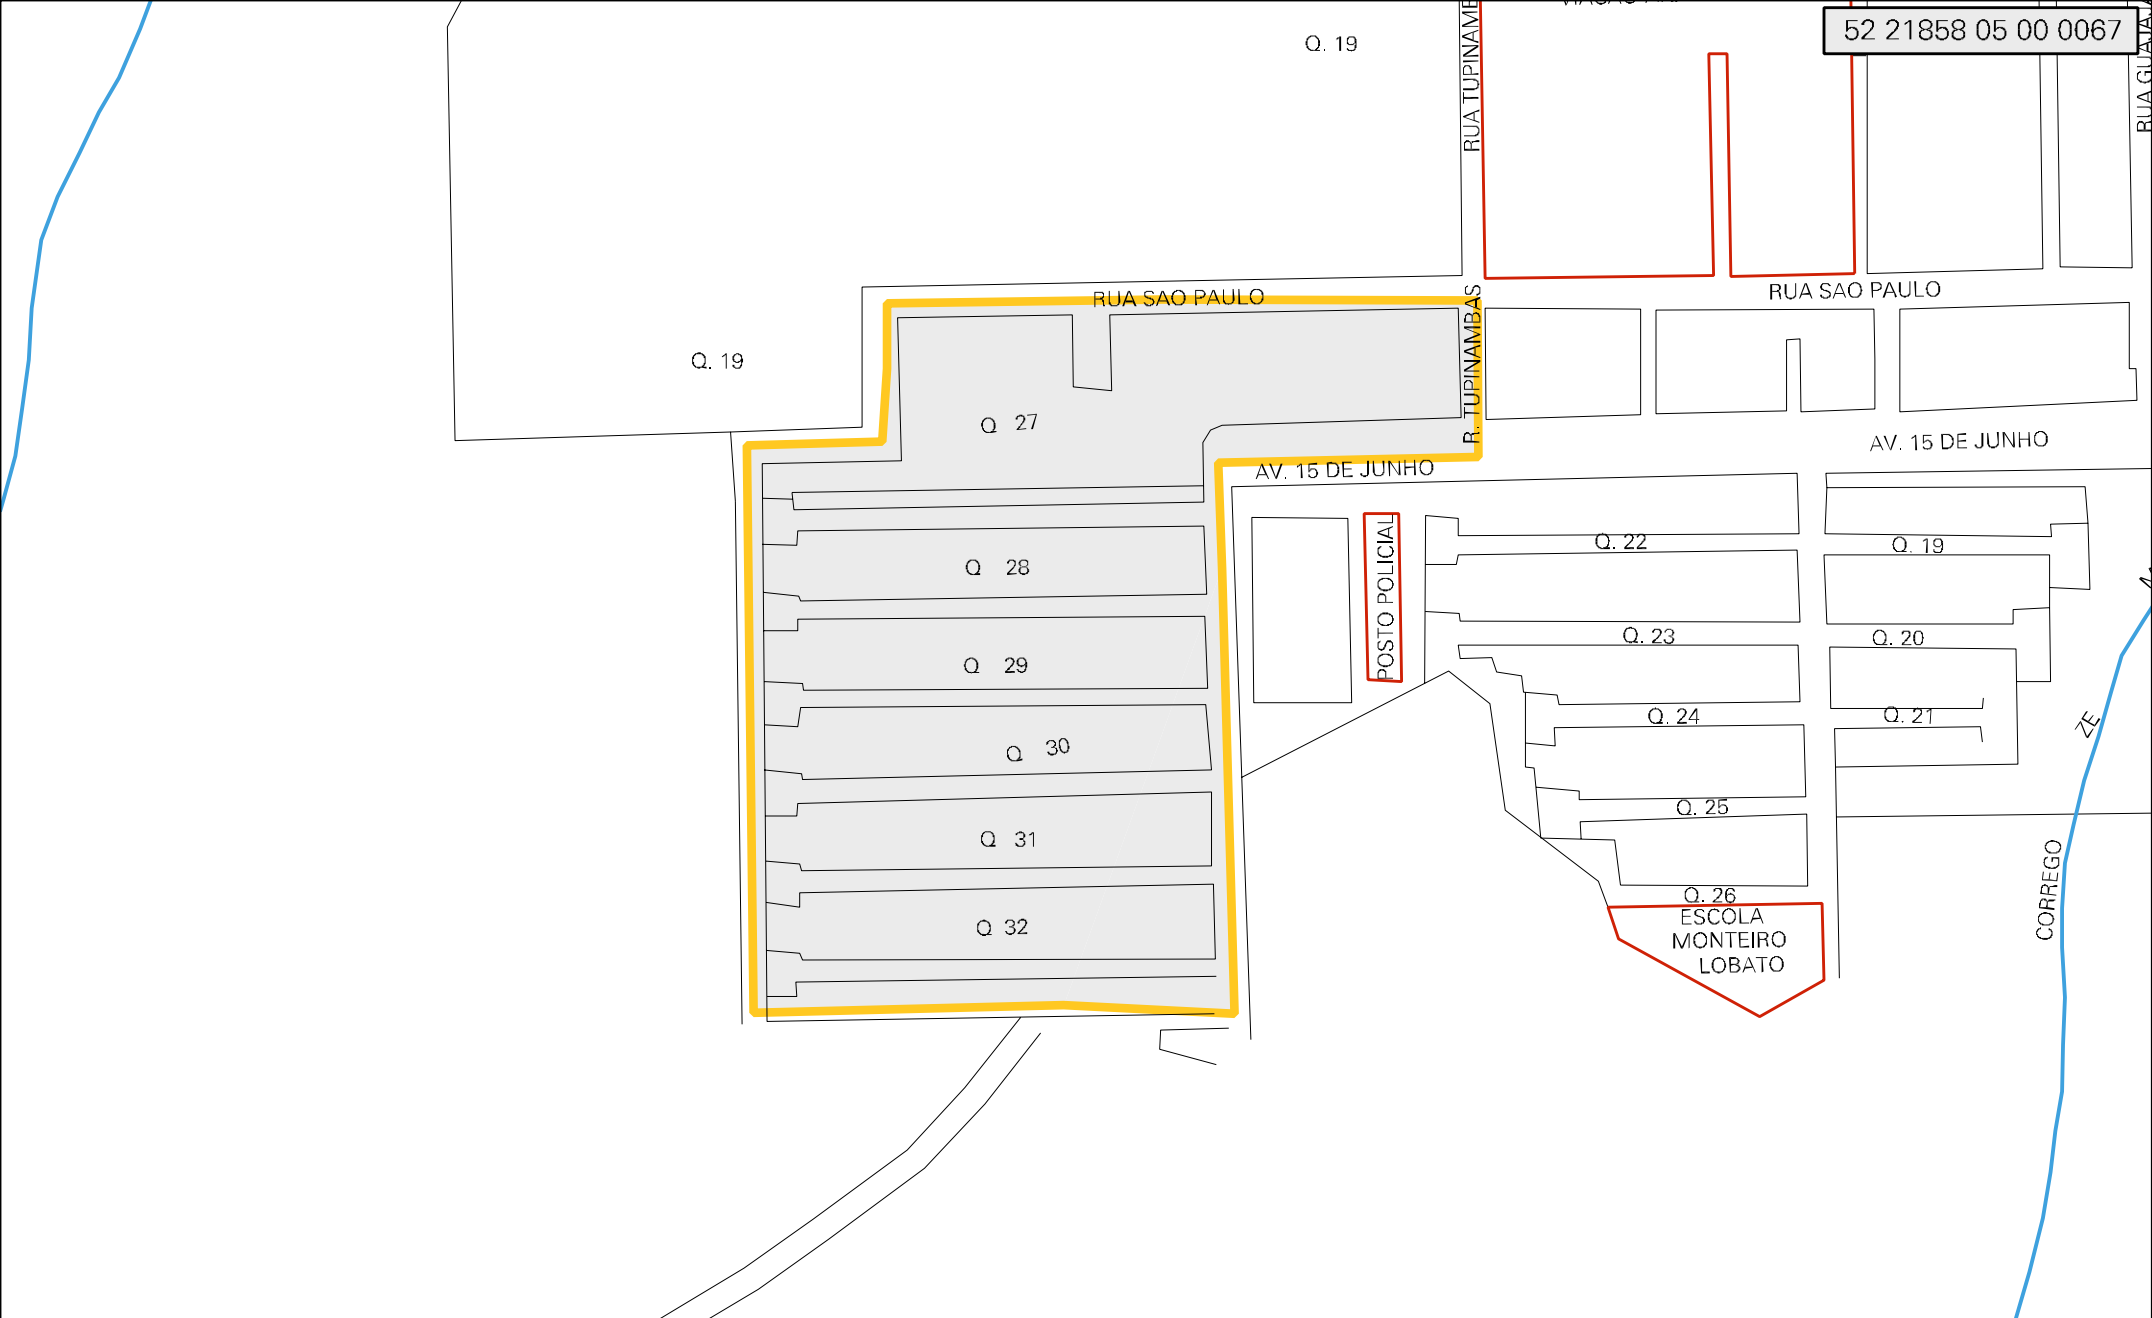 52 21858 05 00 0067
Q. 19
RUA TUPINAMB
RUA SAO PAULO
RUA SAO PAULO
R. TUPINAMBAS
Q. 19
Q 27
AV. 15 DE JUNHO
AV. 15 DE JUNHO
POSTO POLICIAL
Q. 22
Q. 19
Q 28
Q. 23
Q. 20
Q 29
Q. 24
Q. 21
ZE
Q 30
Q. 25
Q 31
CORREGO
Q. 26
ESCOLA
MONTEIRO
LOBATO
Q 32